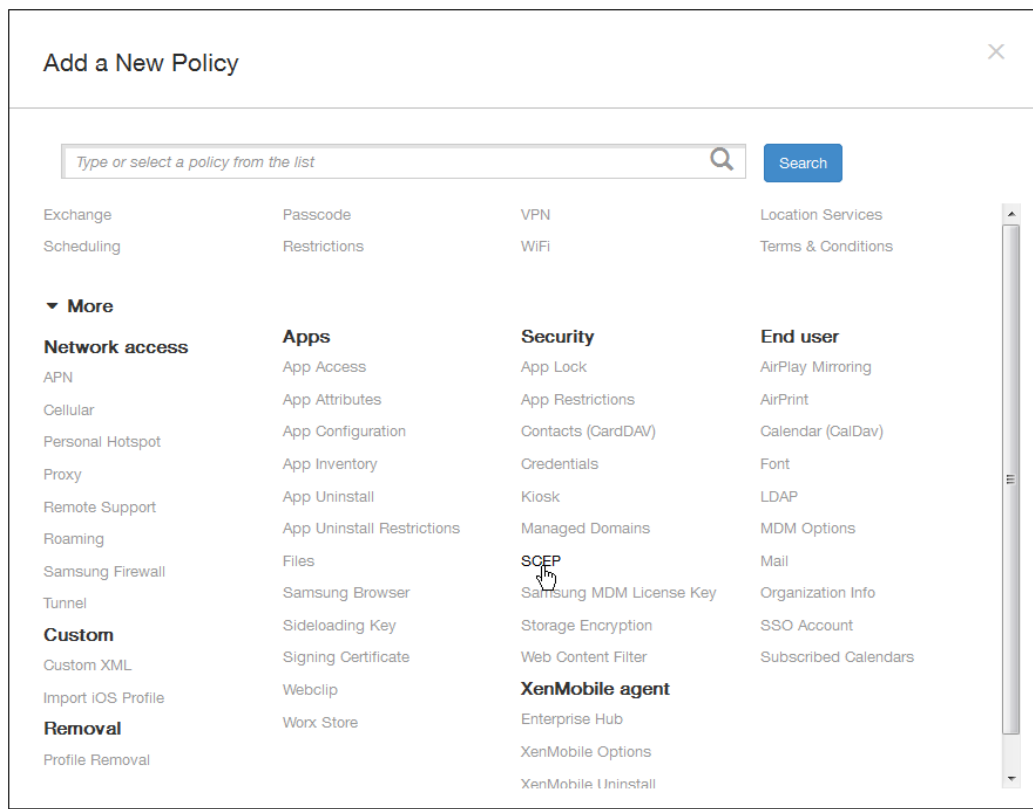 Add a New Policy
Type or select a policy from the list
Search
Exchange
Passcode
VPN
Location Services
Scheduling
Restrictions
WiFi
Terms & Conditions
More
Network access
APN
Cellular
Personal Hotspot
Proxy
Remote Support
Roaming
Samsung Firewall
Tunnel
Custom
Custom XML
Import iOS Profile
Removal
Profile Removal
Apps
App Access
App Attributes
App Configuration
App Inventory
App Uninstall
App Uninstall Restrictions
Files
Samsung Browser
Sideloading Key
Signing Certificate
Webclip
Worx Store
Security
App Lock
App Restrictions
Contacts (CardDAV)
Credentials
Kiosk
Managed Domains
SCEP
Samsung MDM License Key
Storage Encryption
Web Content Filter
XenMobile agent
Enterprise Hub
XenMobile Options
XenMobile Uninstall
End user
AirPlay Mirroring
AirPrint
Calendar (CalDav)
Font
LDAP
MDM Options
Mail
Organization Info
SSO Account
Subscribed Calendars